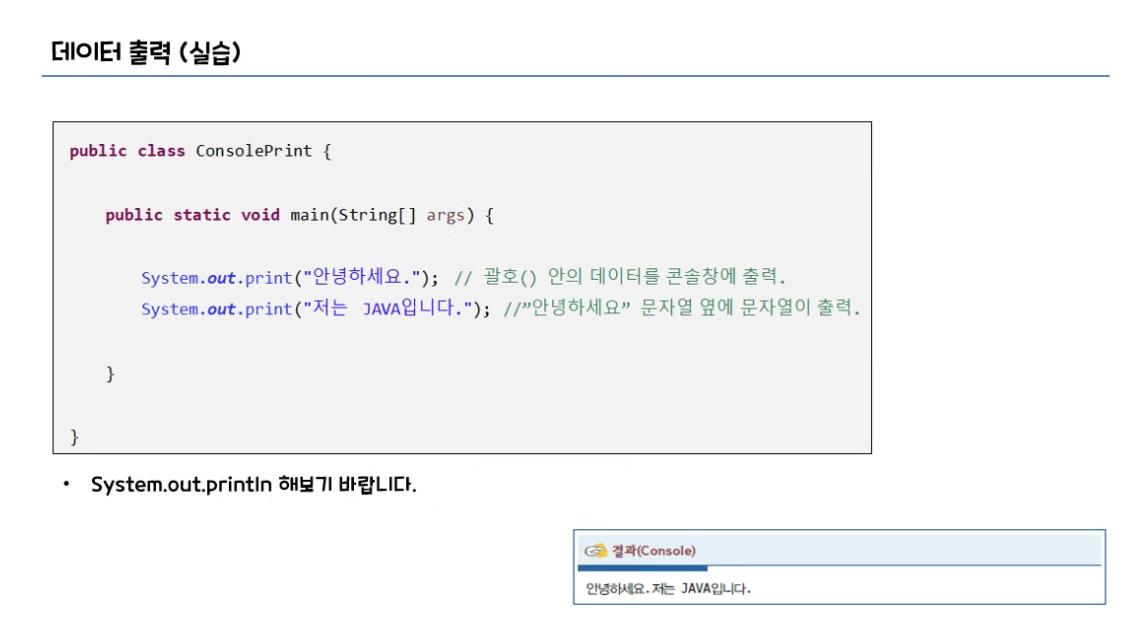 데이터 출력 (실습)
public class ConsolePrint {
public static void main(String[] args) {
System.out.print("안녕하세요."); // 괄호() 안의 데이터를 콘솔창에 출력.
System.out.print("저는 JAVA입니다."); //”안녕하세요” 문자열 옆에 문자열이 출력.
}
}
• System.out.println 해보기 바랍니다.
결과(Console)
안녕하세요.저는 JAVA입니다.